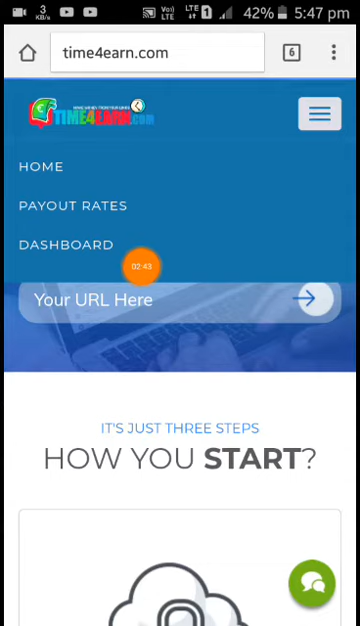 3
KB/s
Vo))
LTE
LTE
1
42%
5:47 pm
time4earn.com
6
TIME4EARN.com
HOME
PAYOUT RATES
DASHBOARD
02:43
Your URL Here
IT'S JUST THREE STEPS
HOW YOU START?